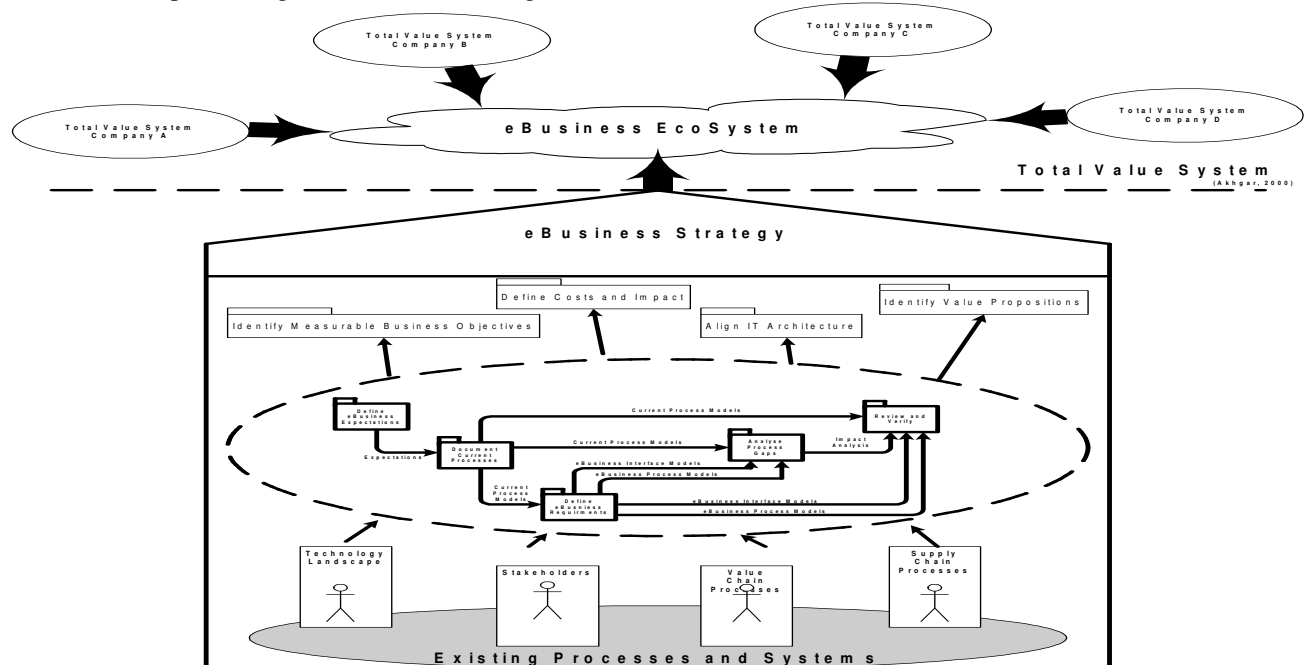 Total Value System
Company B
Total Value System
Company C
Total Value System
Company A
eBusiness EcoSystem
Total Value System
Company D
Total Value System
(Akhgar, 2000)
eBusiness Strategy
Define Costs and Impact
Identify Value Propositions
Identify Measurable Business Objectives
Align IT Architecture
Define
eBusiness
Expectations
Current Process Models
Review and
Verify
Expectations
Document
Current
Processes
Current Process Models
Analyse
Process
Gaps
Impact
Analysis
eBusiness Interface Models
eBusiness Process Models
Current
Process
Models
Define
eBusniess
Requirments
eBusiness Interface Models
eBusiness Process Models
Technology
Landscape
Stakeholders
Value
Chain
Processes
Supply
Chain
Processes
Existing Processes and Systems